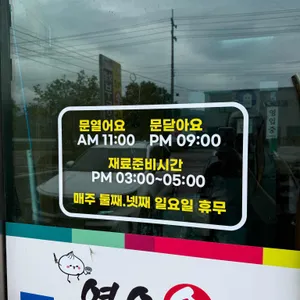 문열어요 문닫아요
AM 11:00 PM 09:00
재료준비시간
PM 03:00~05:00
매주 둘째,넷째 일요일 휴무